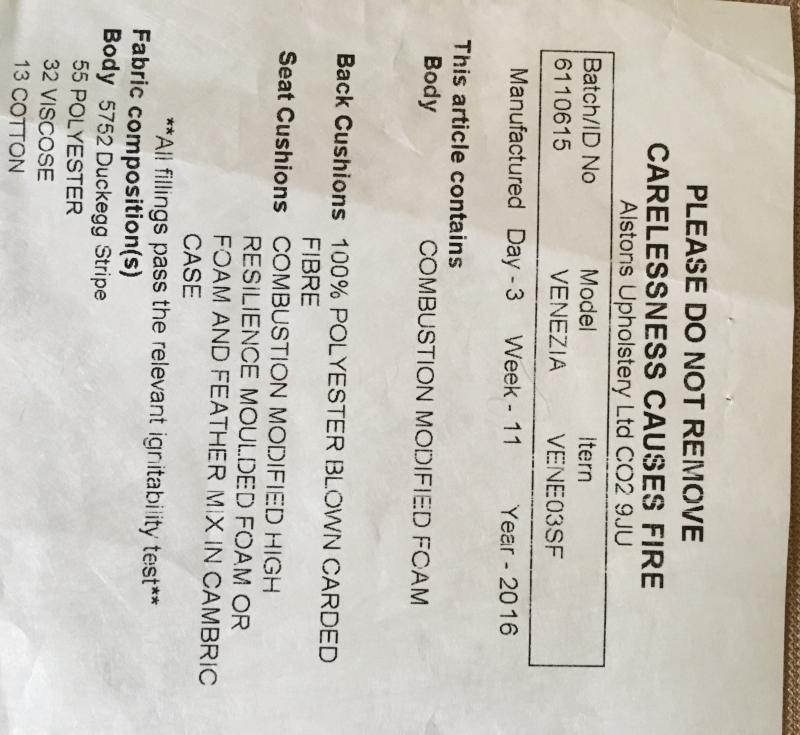 PLEASE DO NOT REMOVE
CARELESSNESS CAUSES FIRE
Alstons Upholstery Ltd CO2 9JU
Batch/ID No Model Item
6110615 VENEZIA VENE03SF
Manufactured Day - 3 Week - 11 Year - 2016
This article contains
Body COMBUSTION MODIFIED FOAM
Back Cushions 100% POLYESTER BLOWN CARDED
FIBRE
Seat Cushions COMBUSTION MODIFIED HIGH
RESILIENCE MOULDED FOAM OR
FOAM AND FEATHER MIX IN CAMBRIC
CASE
**All fillings pass the relevant ignitability test**
Fabric composition(s)
Body 5752 Duckegg Stripe
55 POLYESTER
32 VISCOSE
13 COTTON